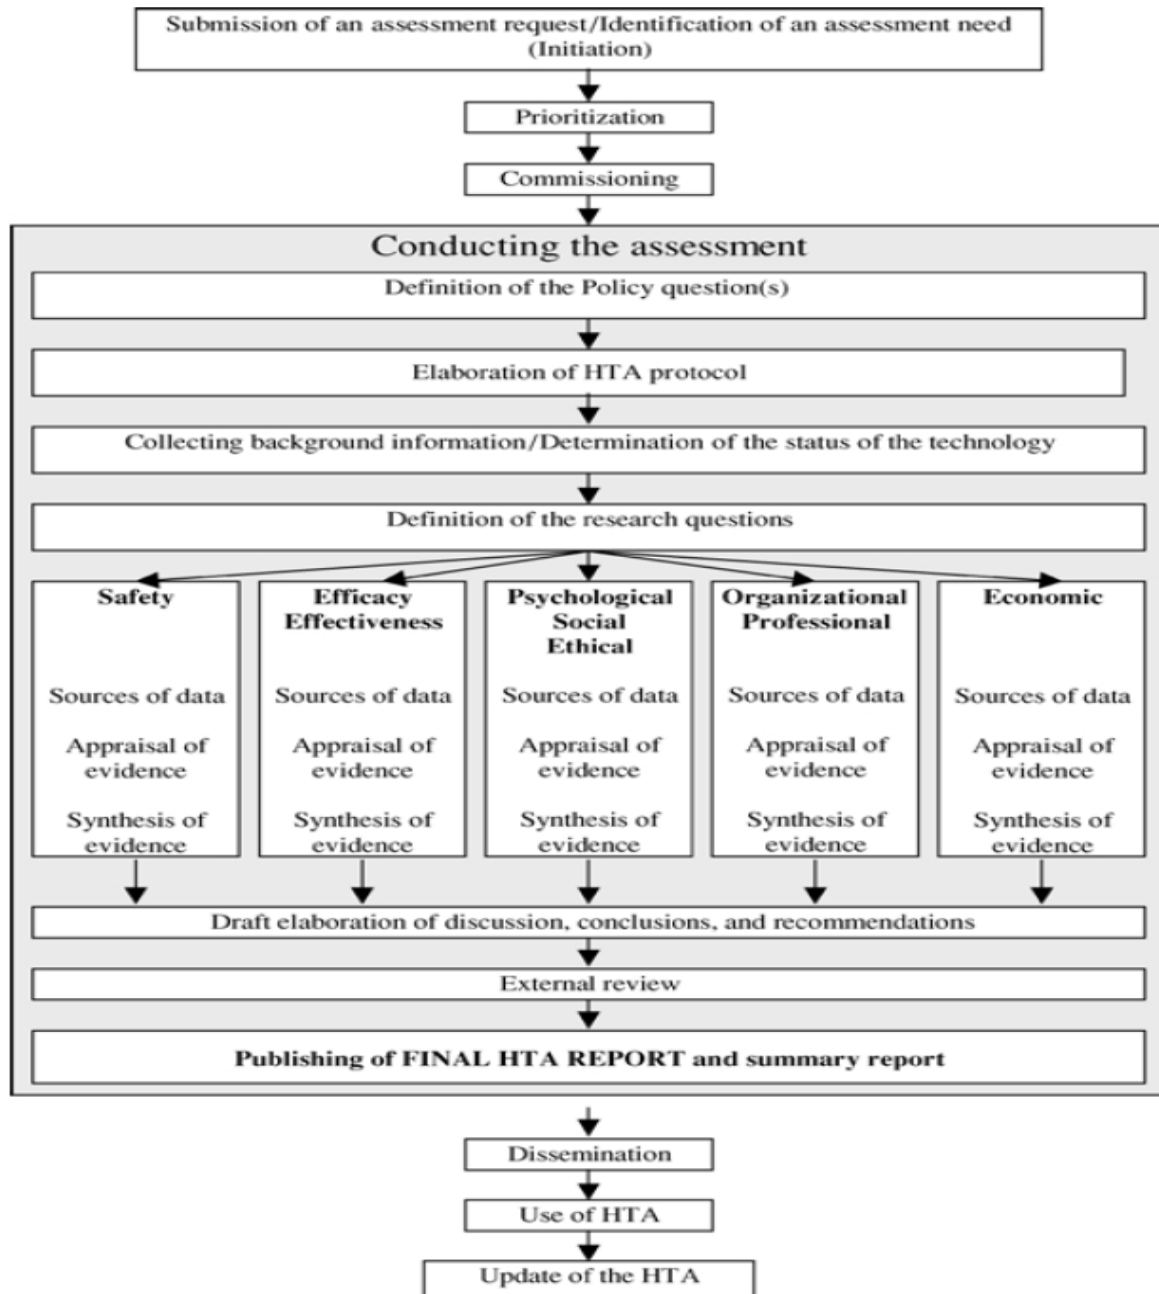 Submission of an assessment request/Identification of an assessment need
(Initiation)
Prioritization
Commissioning
Conducting the assessment
Definition of the Policy question(s)
Elaboration of HTA protocol
Collecting background information/Determination of the status of the technology
Definition of the research questions
Safety
Sources of data
Appraisal of
evidence
Synthesis of
evidence
Efficacy
Effectiveness
Sources of data
Appraisal of
evidence
Synthesis of
evidence
Psychological
Social
Ethical
Sources of data
Appraisal of
evidence
Synthesis of
evidence
Organizational
Professional
Sources of data
Appraisal of
evidence
Synthesis of
evidence
Economic
Sources of data
Appraisal of
evidence
Synthesis of
evidence
Draft elaboration of discussion, conclusions, and recommendations
External review
Publishing of FINAL HTA REPORT and summary report
Dissemination
Use of HTA
Update of the HTA